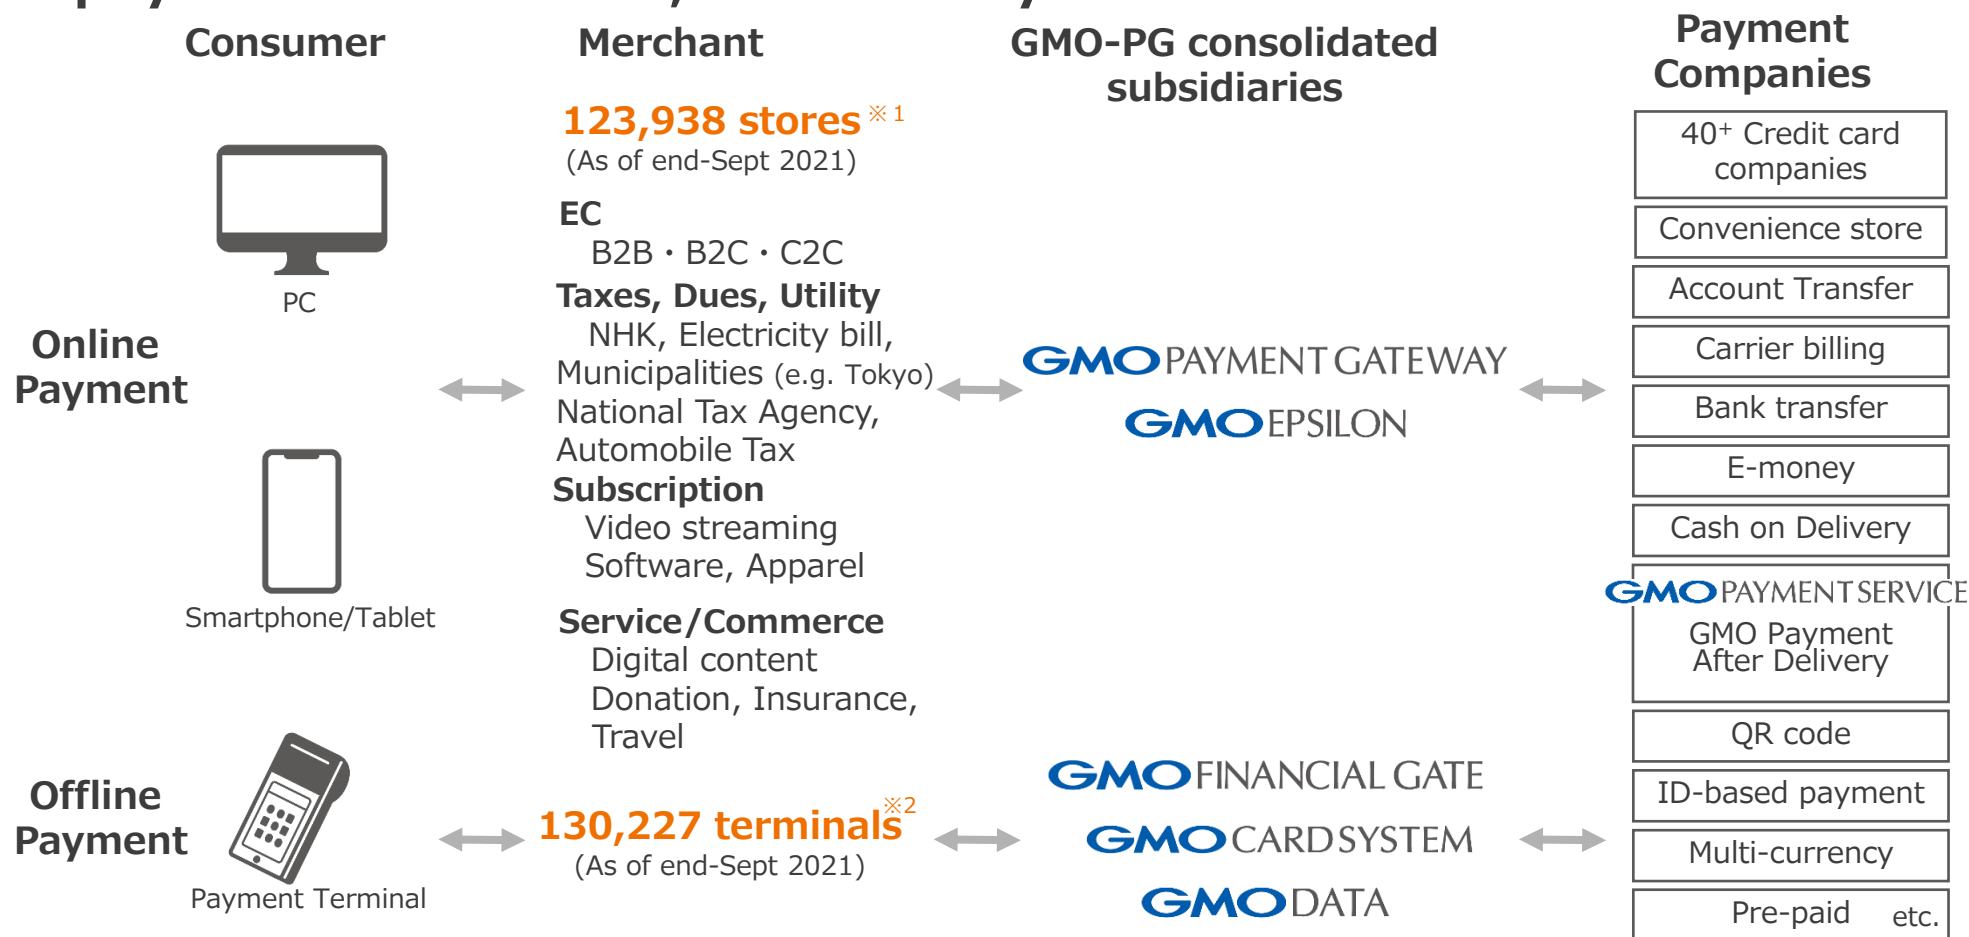 Consumer
Merchant
GMO-PG consolidated
subsidiaries
Payment
Companies
Online
Payment
PC
Smartphone/Tablet
123,938 stores ※1
(As of end-Sept 2021)
EC
B2B・B2C・C2C
Taxes, Dues, Utility
NHK, Electricity bill,
Municipalities (e.g. Tokyo)
National Tax Agency,
Automobile Tax
Subscription
Video streaming
Software, Apparel
Service/Commerce
Digital content
Donation, Insurance,
Travel
GMO PAYMENT GATEWAY
GMO EPSILON
Offline
Payment
Payment Terminal
130,227 terminals※2
(As of end-Sept 2021)
GMO FINANCIAL GATE
GMO CARD SYSTEM
GMO DATA
40+ Credit card
companies
Convenience store
Account Transfer
Carrier billing
Bank transfer
E-money
Cash on Delivery
GMO PAYMENT SERVICE
GMO Payment
After Delivery
QR code
ID-based payment
Multi-currency
Pre-paid etc.